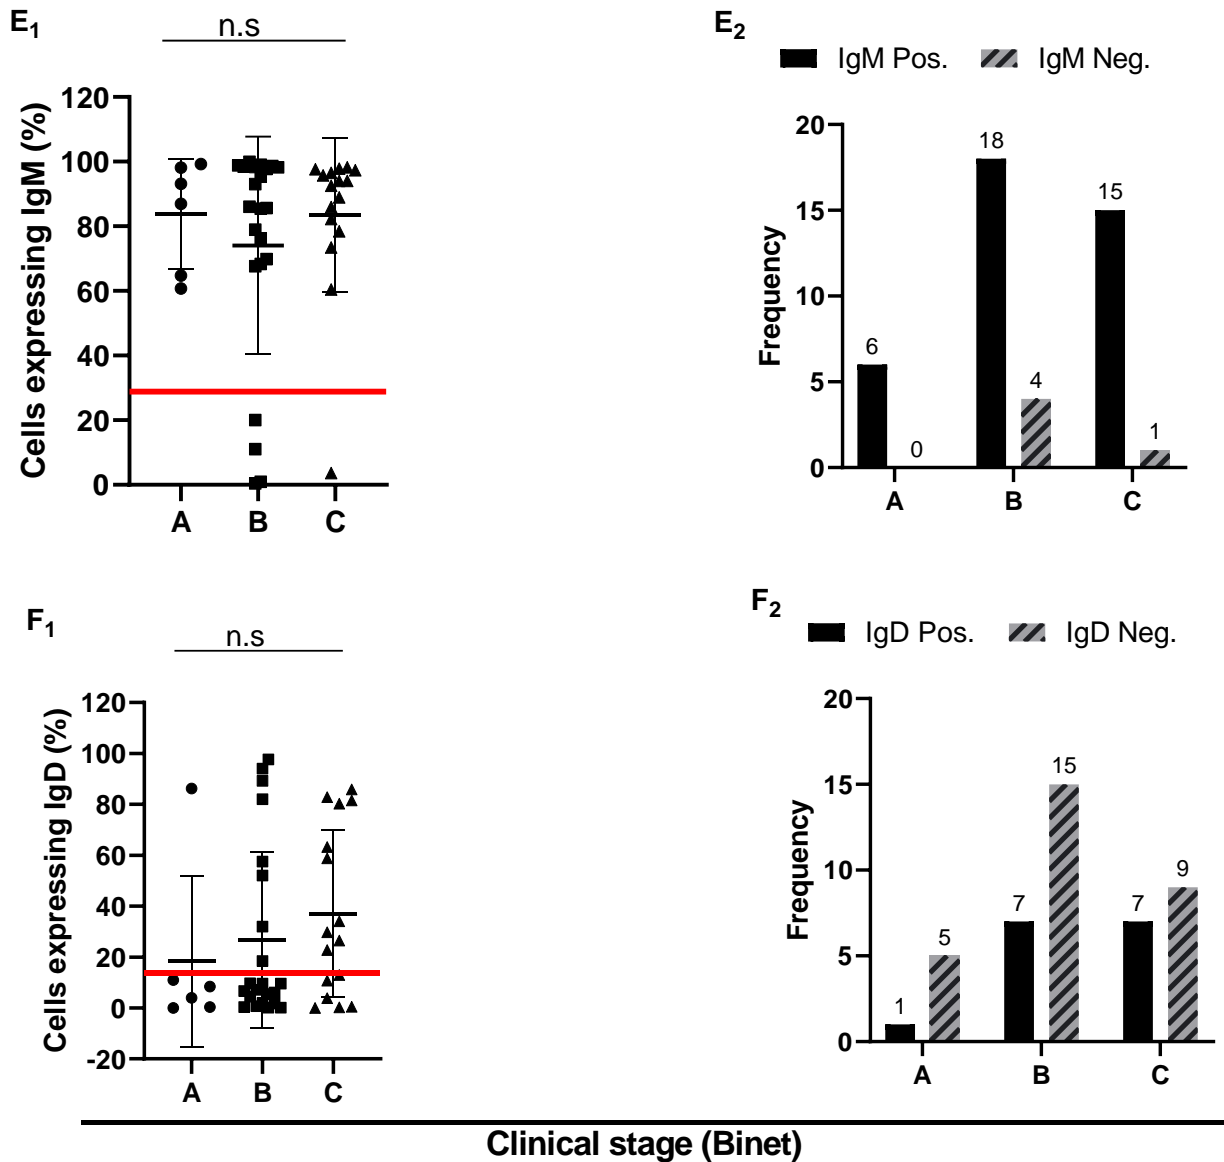 E1
n.s
Cells expressing IgM (%)
120
100
80
60
40
20
0
A B C
E2
IgM Pos. IgM Neg.
Frequency
20
15
10
5
0
6 0 18 4 15 1
A B C
F1
n.s
Cells expressing IgD (%)
120
100
80
60
40
20
0
-20
A B C
F2
IgD Pos. IgD Neg.
Frequency
20
15
10
5
0
1 5 7 15 7 9
A B C
Clinical stage (Binet)